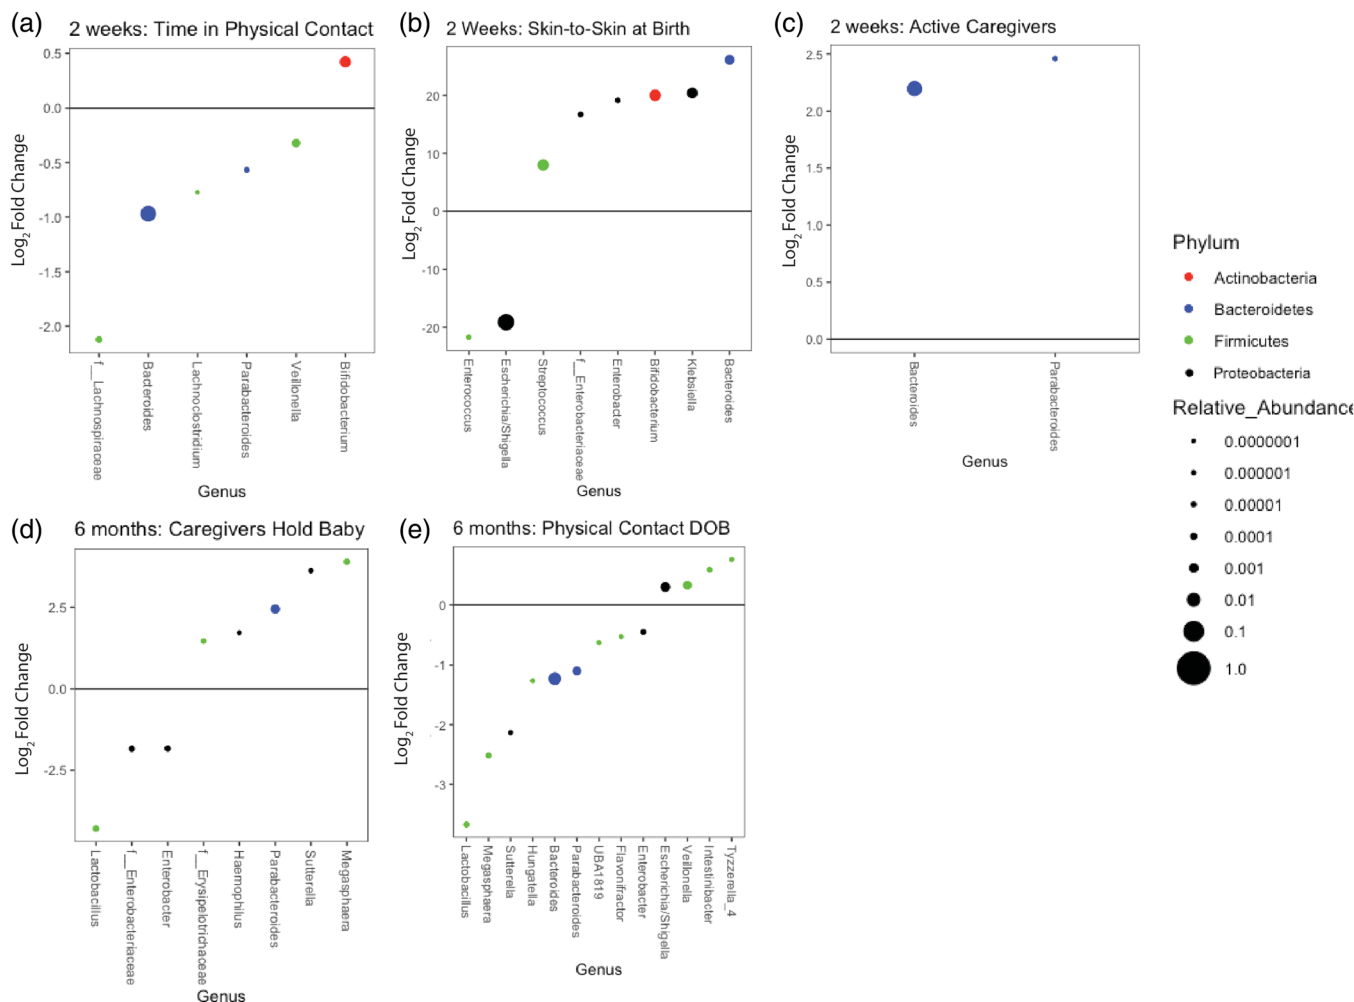 (a) 2 weeks: Time in Physical Contact
0.5
0.0
-0.5
-1.0
-1.5
-2.0
Log2 Fold Change
f__Lachnospiraceae
Bacteroides
Lachnoclostridium
Parabacteroides
Veillonella
Bifidobacterium
Genus
(b) 2 Weeks: Skin-to-Skin at Birth
20
10
0
-10
-20
Log2 Fold Change
Enterococcus
Escherichia/Shigella
Streptococcus
f__Enterobacteriaceae
Enterobacter
Bifidobacterium
Klebsiella
Bacteroides
Genus
(c) 2 weeks: Active Caregivers
2.5
2.0
1.5
1.0
0.5
0.0
Log2 Fold Change
Bacteroides
Parabacteroides
Genus
Phylum
Actinobacteria
Bacteroidetes
Firmicutes
Proteobacteria
Relative_Abundance
0.0000001
0.000001
0.00001
0.0001
0.001
0.01
0.1
1.0
(d) 6 months: Caregivers Hold Baby
2.5
0.0
-2.5
Log2 Fold Change
Lactobacillus
f__Enterobacteriaceae
Enterobacter
f__Erysipelotrichaceae
Haemophilus
Parabacteroides
Sutterella
Megasphaera
Genus
(e) 6 months: Physical Contact DOB
0
-1
-2
-3
Log2 Fold Change
Lactobacillus
Megasphaera
Sutterella
Hungatella
Bacteroides
Parabacteroides
UBA1819
Flavonifractor
Enterobacter
Escherichia/Shigella
Veillonella
Intestinibacter
Tyzzerella_4
Genus